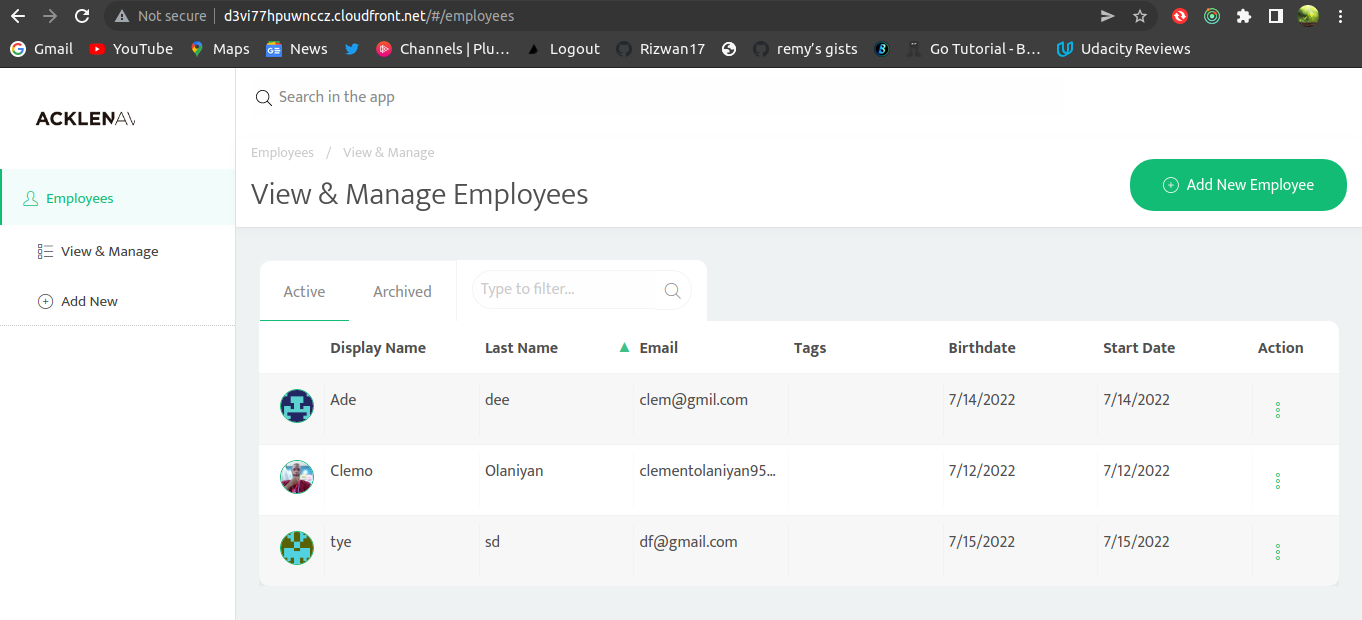 Not secure d3vi77hpuwnccz.cloudfront.net/#/employees
Gmail YouTube Maps News Channels | Plu… Logout Rizwan17 remy's gists Go Tutorial - B… Udacity Reviews
ACKLENAV
Search in the app
Employees / View & Manage
View & Manage Employees
Add New Employee
Employees
View & Manage
Add New
Active Archived Type to filter...
Display Name Last Name Email Tags Birthdate Start Date Action
Ade dee clem@gmil.com 7/14/2022 7/14/2022
Clemo Olaniyan clementolaniyan95... 7/12/2022 7/12/2022
tye sd df@gmail.com 7/15/2022 7/15/2022